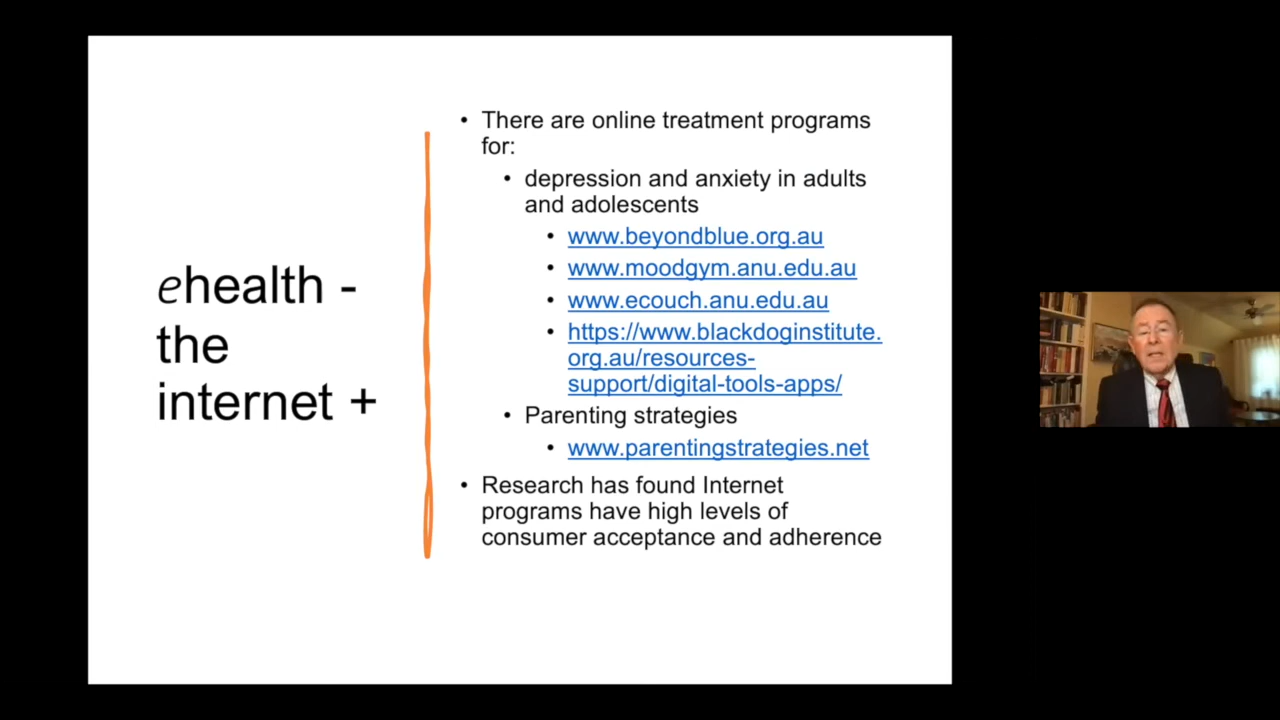 ehealth -
the
internet +
• There are online treatment programs
for:
• depression and anxiety in adults
and adolescents
• www.beyondblue.org.au
• www.moodgym.anu.edu.au
• www.ecouch.anu.edu.au
• https://www.blackdoginstitute.
org.au/resources-
support/digital-tools-apps/
• Parenting strategies
• www.parentingstrategies.net
• Research has found Internet
programs have high levels of
consumer acceptance and adherence